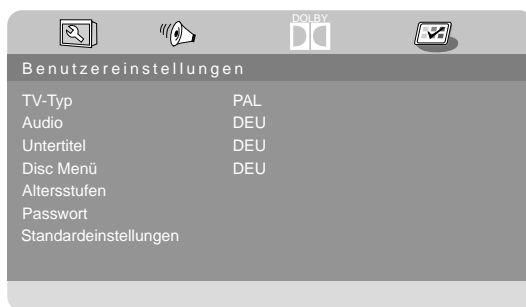 DOLBY
Benutzereinstellungen
TV-Typ PAL
Audio DEU
Untertitel DEU
Disc Menü DEU
Altersstufen
Passwort
Standardeinstellungen